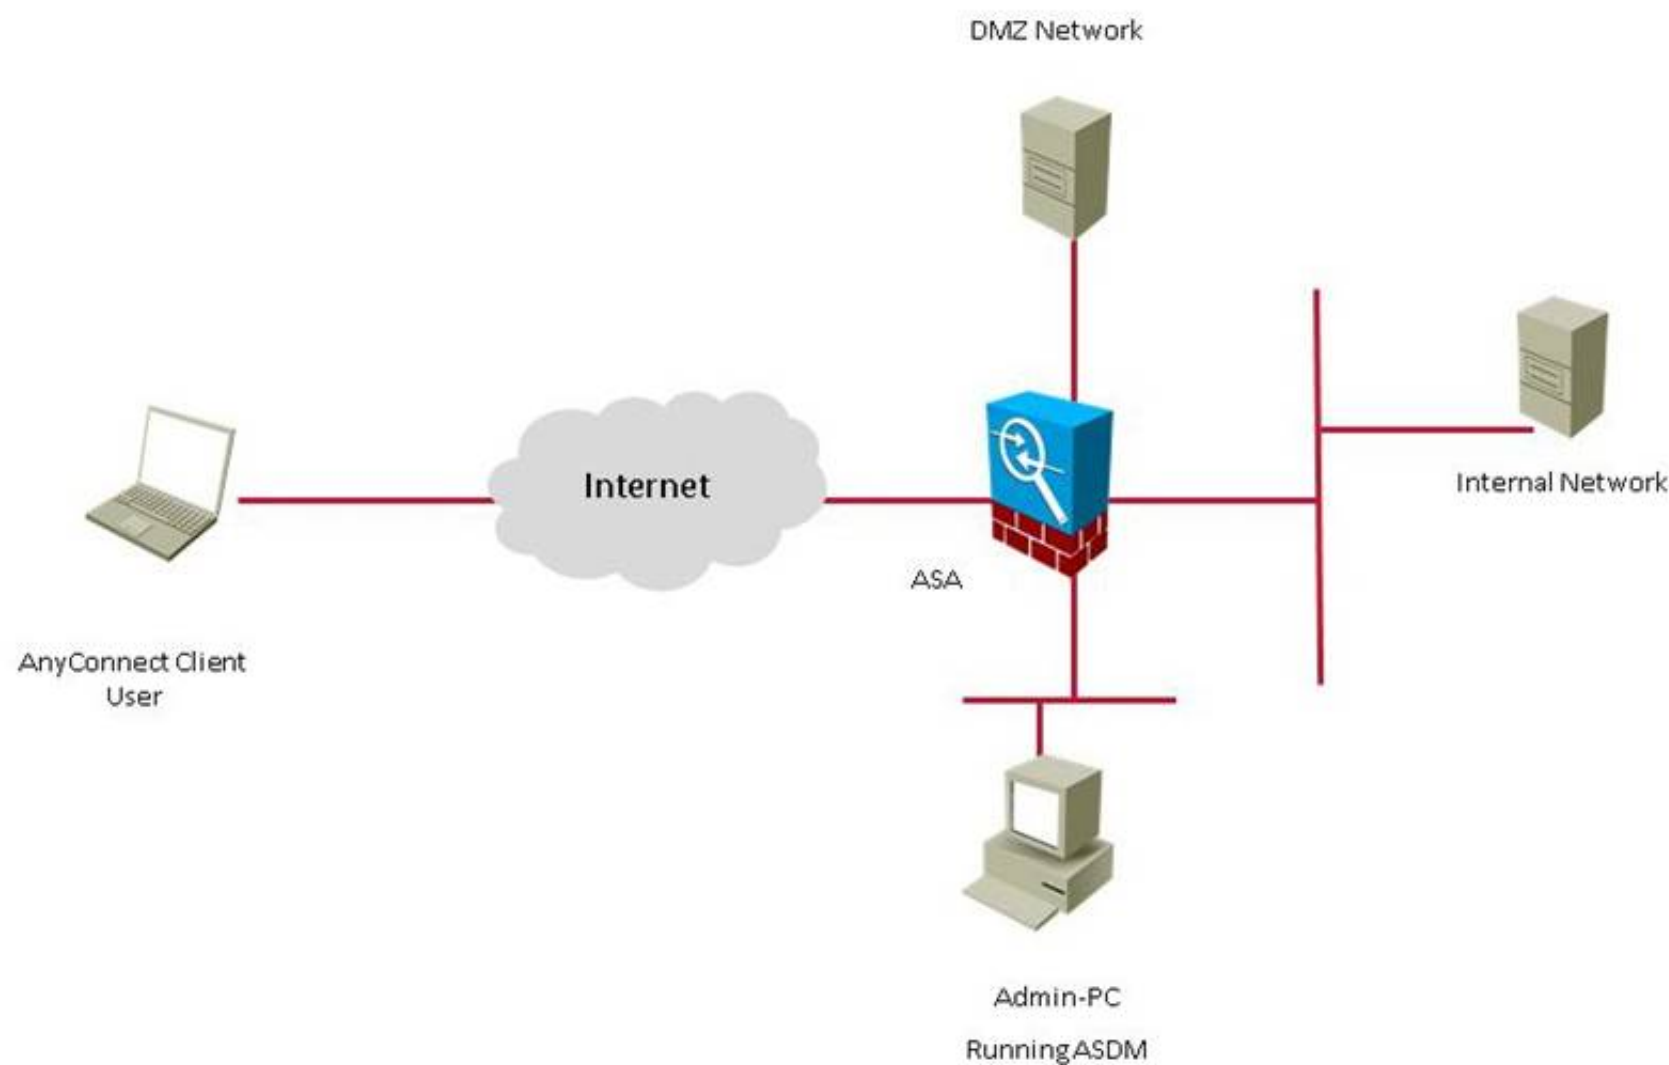 DMZ Network
Internet
Internal Network
ASA
AnyConnect Client
User
Admin-PC
Running ASDM